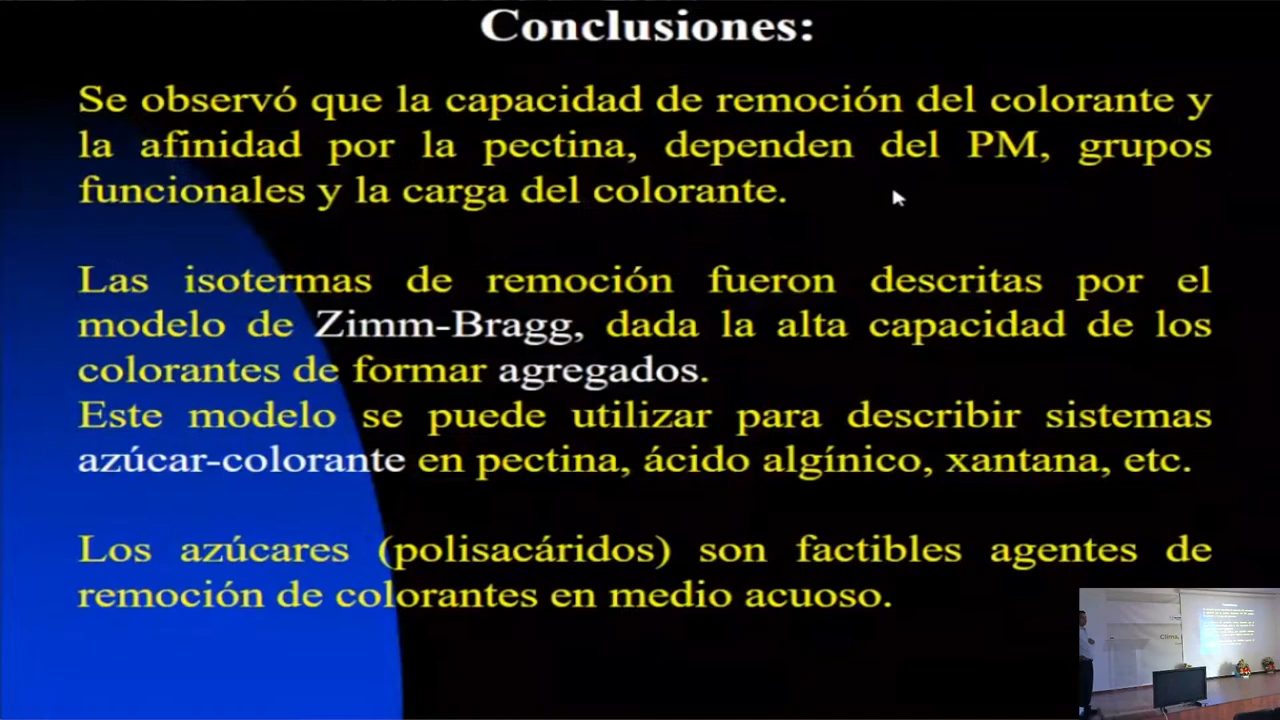 Conclusiones:
Se observó que la capacidad de remoción del colorante y
la afinidad por la pectina, dependen del PM, grupos
funcionales y la carga del colorante.
Las isotermas de remoción fueron descritas por el
modelo de Zimm-Bragg, dada la alta capacidad de los
colorantes de formar agregados.
Este modelo se puede utilizar para describir sistemas
azúcar-colorante en pectina, ácido algínico, xantana, etc.
Los azúcares (polisacáridos) son factibles agentes de
remoción de colorantes en medio acuoso.
Clima,